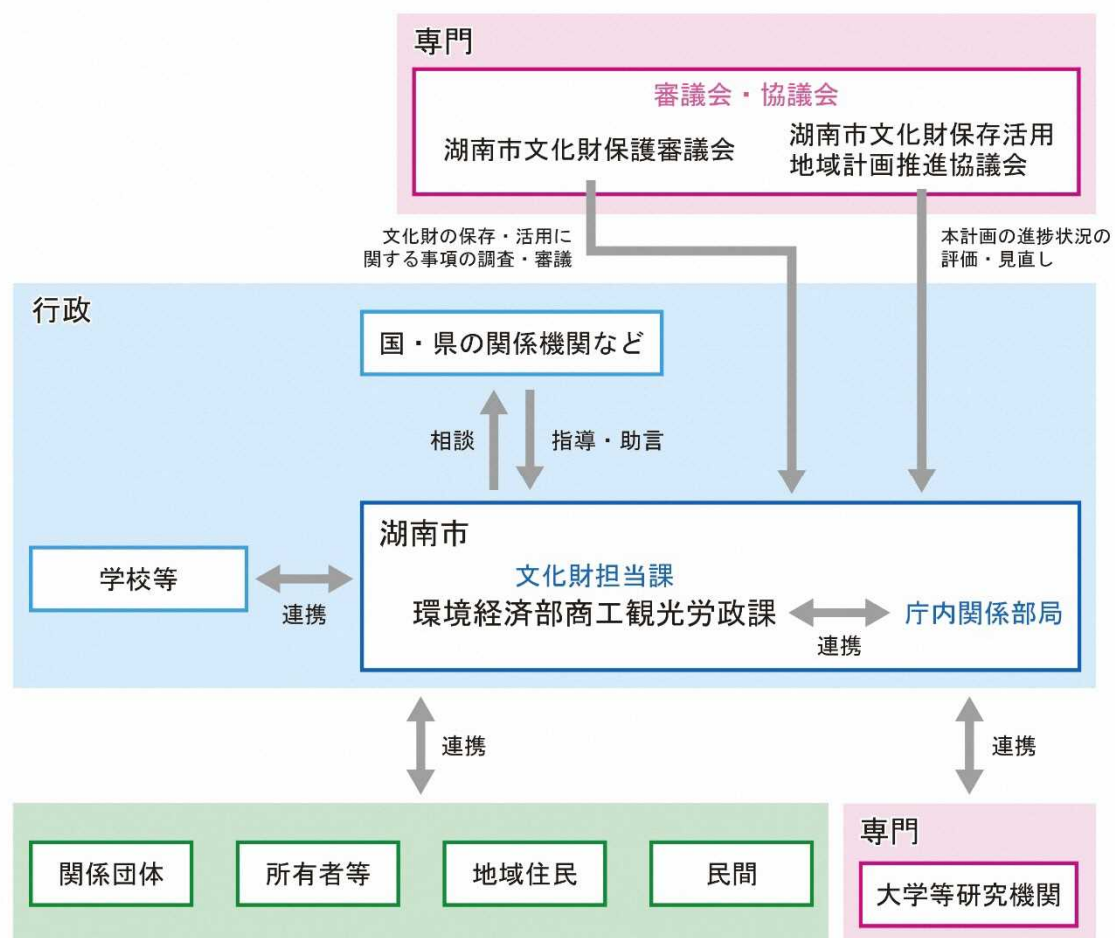 専門
審議会・協議会
湖南市文化財保護審議会
湖南市文化財保存活用
地域計画推進協議会
文化財の保存・活用に
関する事項の調査・審議
本計画の進捗状況の
評価・見直し
行政
国・県の関係機関など
相談
指導・助言
湖南市
文化財担当課
環境経済部商工観光労政課
連携
庁内関係部局
学校等
連携
連携
連携
関係団体
所有者等
地域住民
民間
専門
大学等研究機関